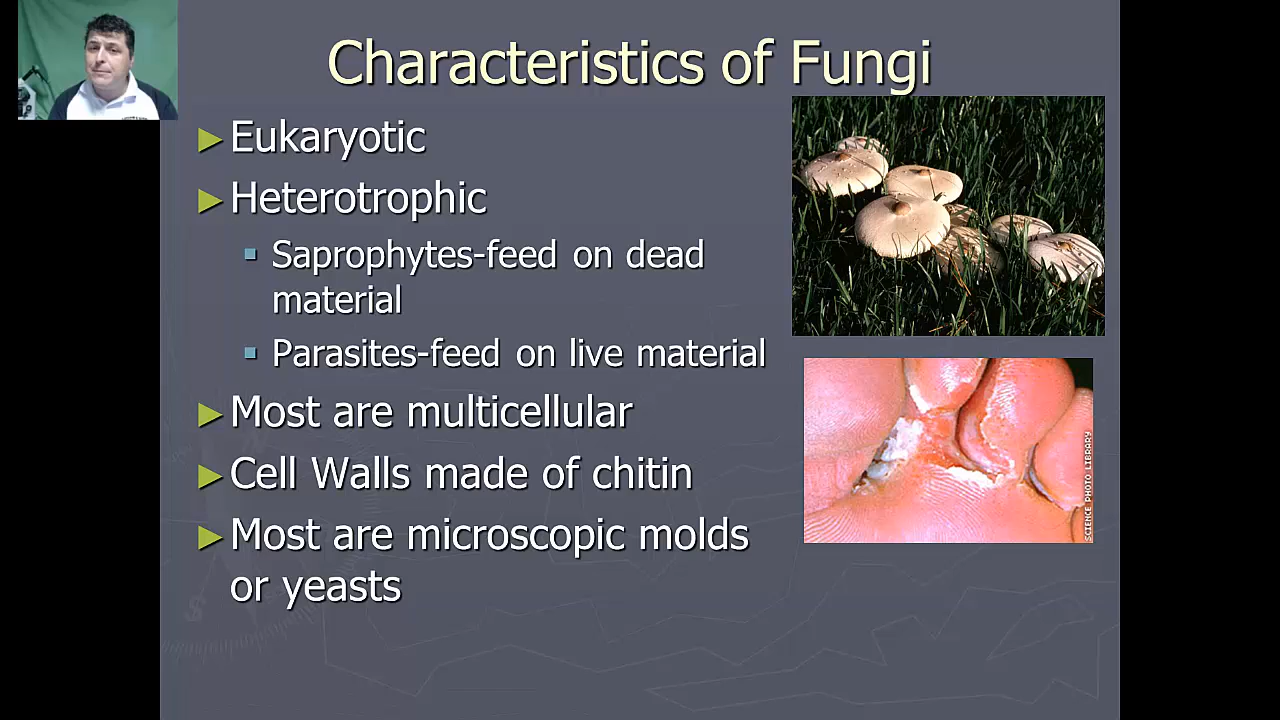 Characteristics of Fungi
►Eukaryotic
►Heterotrophic
▪ Saprophytes-feed on dead
material
▪ Parasites-feed on live material
►Most are multicellular
►Cell Walls made of chitin
►Most are microscopic molds
or yeasts
SCIENCE PHOTO LIBRARY